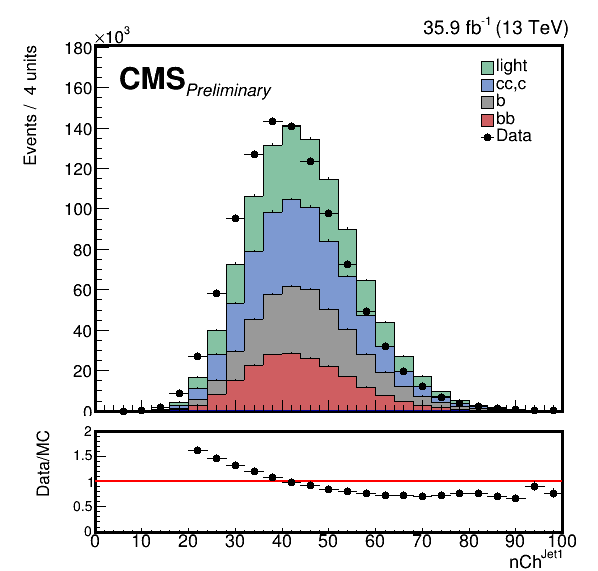 35.9 fb-1 (13 TeV)
×10³
CMS Preliminary
light
cc,c
b
bb
Data
Events / 4 units
180
160
140
120
100
80
60
40
20
0
Data/MC
2
1.5
1
0.5
0
0 10 20 30 40 50 60 70 80 90 100
nCh Jet1